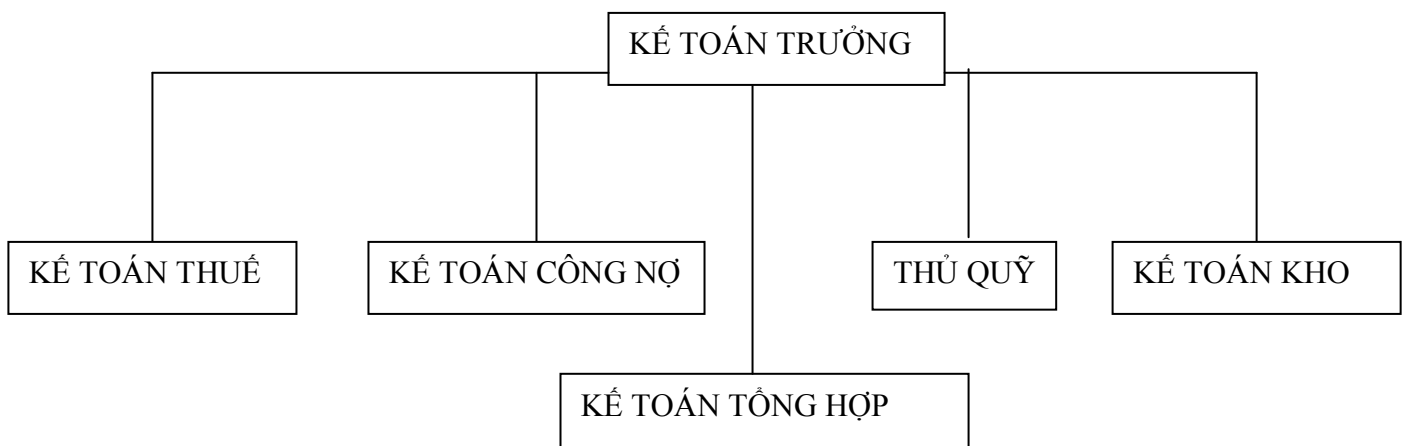 KẾ TOÁN TRƯỞNG
KẾ TOÁN THUẾ
KẾ TOÁN CÔNG NỢ
THỦ QUỸ
KẾ TOÁN KHO
KẾ TOÁN TỔNG HỢP